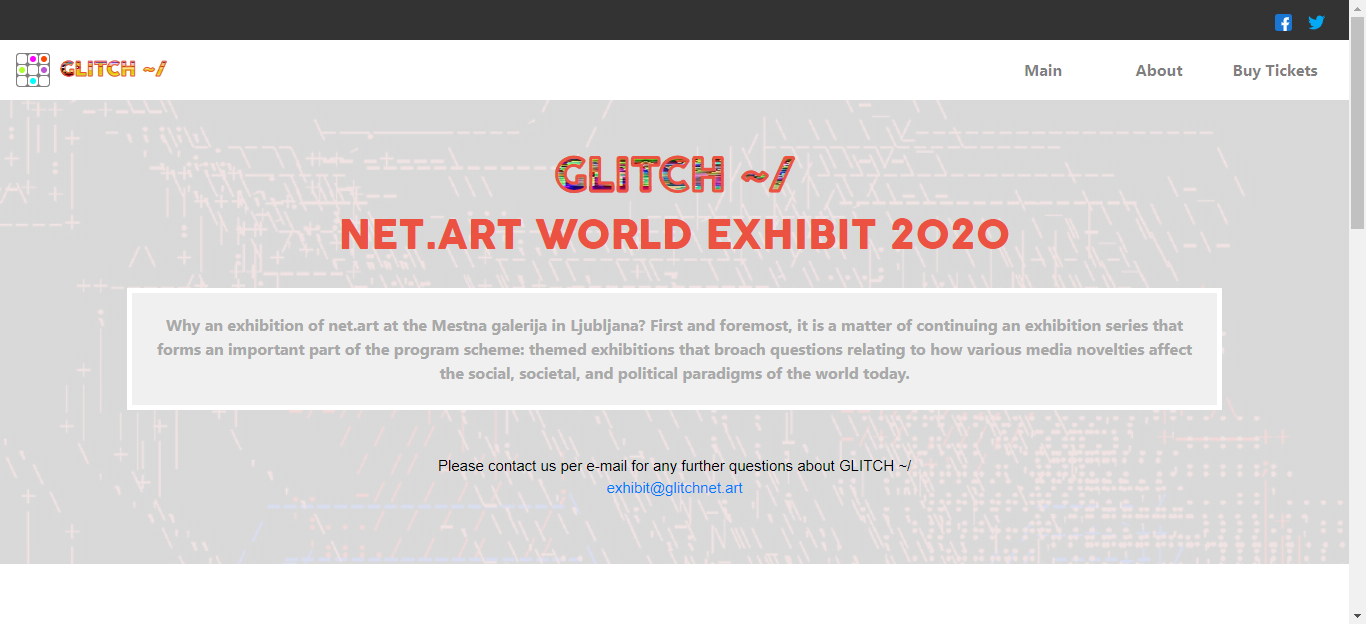 GLITCH ~/
Main
About
Buy Tickets
GLITCH ~/
NET.ART WORLD EXHIBIT 2020
Why an exhibition of net.art at the Mestna galerija in Ljubljana? First and foremost, it is a matter of continuing an exhibition series that
forms an important part of the program scheme: themed exhibitions that broach questions relating to how various media novelties affect
the social, societal, and political paradigms of the world today.
Please contact us per e-mail for any further questions about GLITCH ~/
exhibit@glitchnet.art